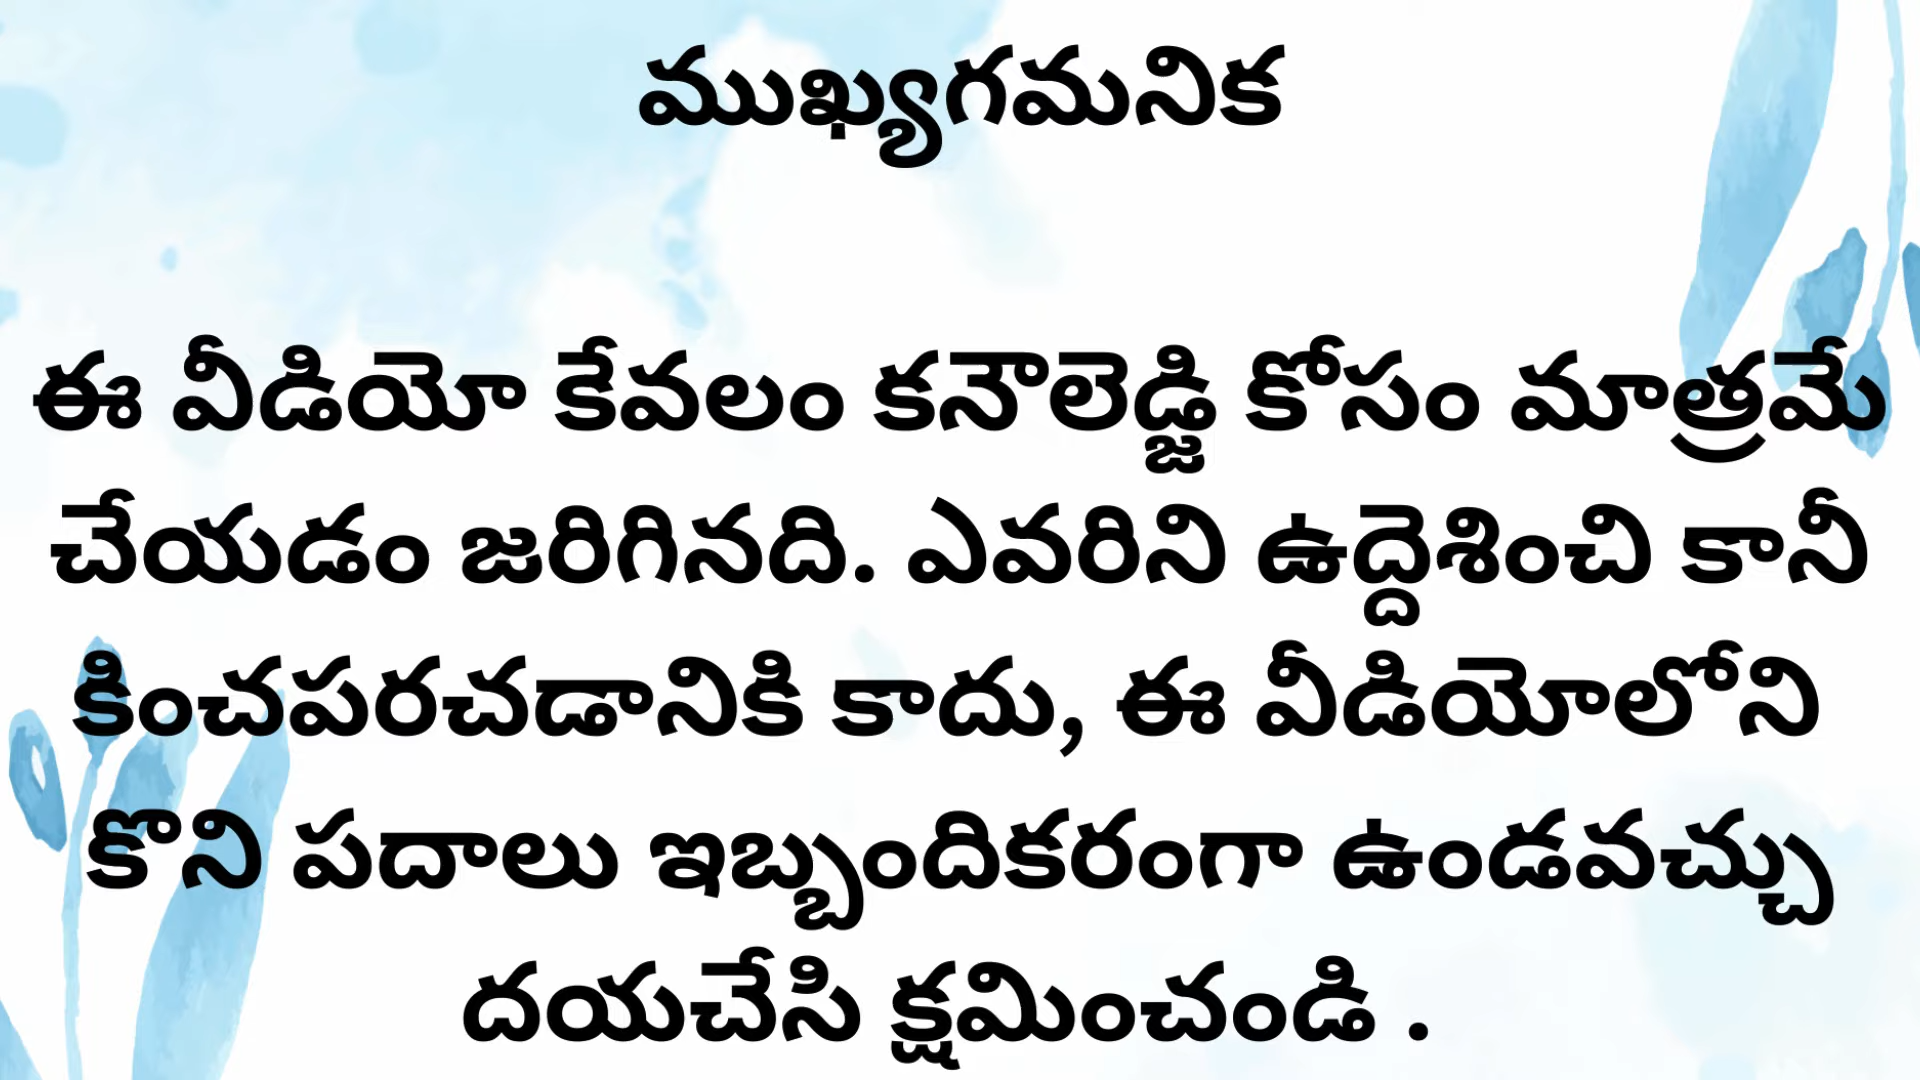 ముఖ్యగమనిక
ఈ వీడియో కేవలం కనౌలెడ్జి కోసం మాత్రమే
చేయడం జరిగినది. ఎవరిని ఉద్దెశించి కానీ
కించపరచడానికి కాదు, ఈ వీడియోలోని
కొని పదాలు ఇబ్బందికరంగా ఉండవచ్చు
దయచేసి క్షమించండి .